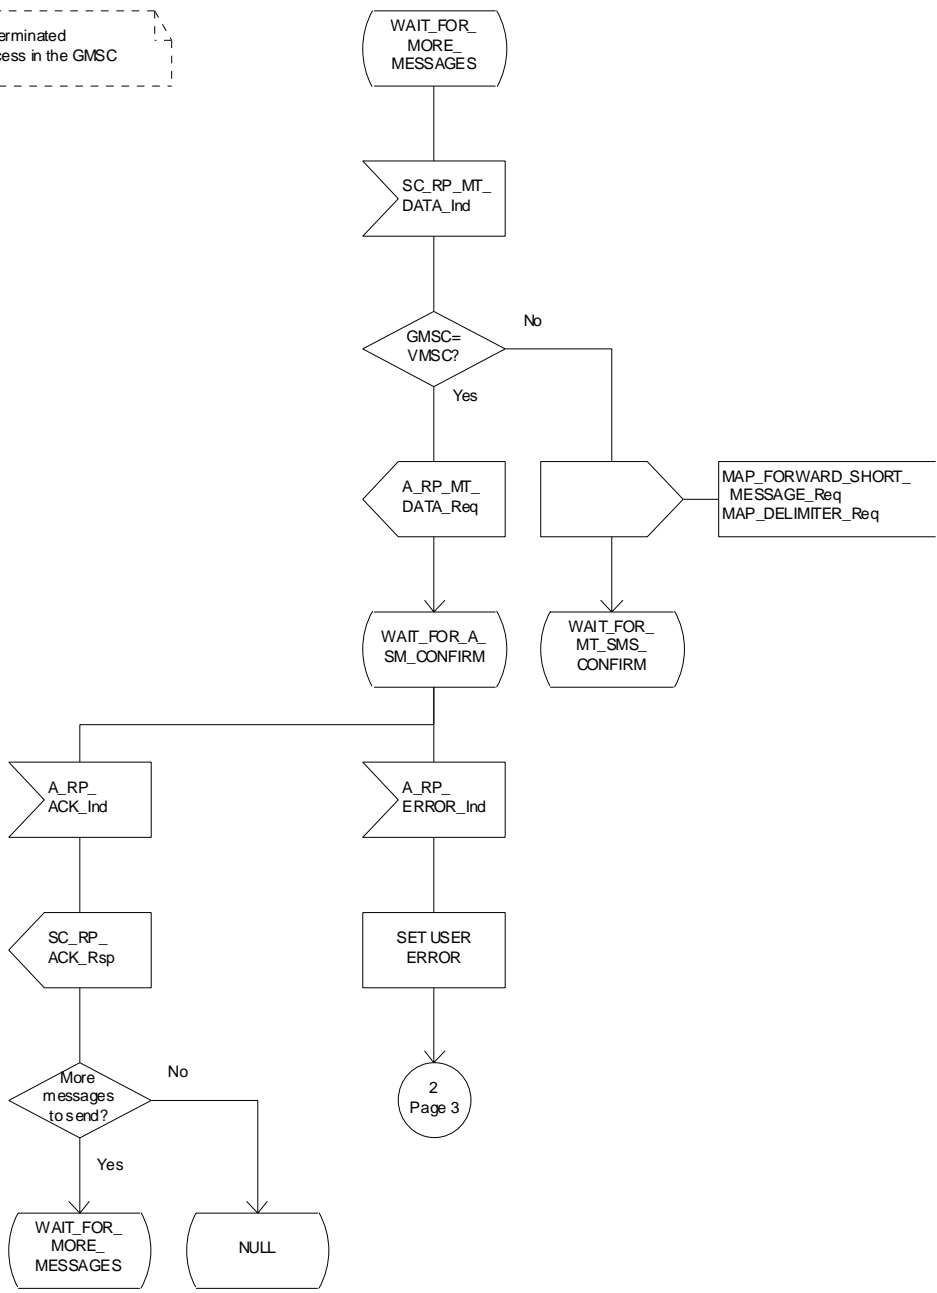 cess in the GMSC
WAIT_FOR_
MORE_
MESSAGES
SC_RP_MT_
DATA_Ind
GMSC=
VMSC?
No
Yes
A_RP_MT_
DATA_Req
MAP_FORWARD_SHORT_
MESSAGE_Req
MAP_DELIMITER_Req
WAIT_FOR_A_
SM_CONFIRM
WAIT_FOR_
MT_SMS_
CONFIRM
A_RP_
ACK_Ind
A_RP_
ERROR_Ind
SC_RP_
ACK_Rsp
SET USER
ERROR
More
messages
to send?
No
Yes
2
Page 3
WAIT_FOR_
MORE_
MESSAGES
NULL